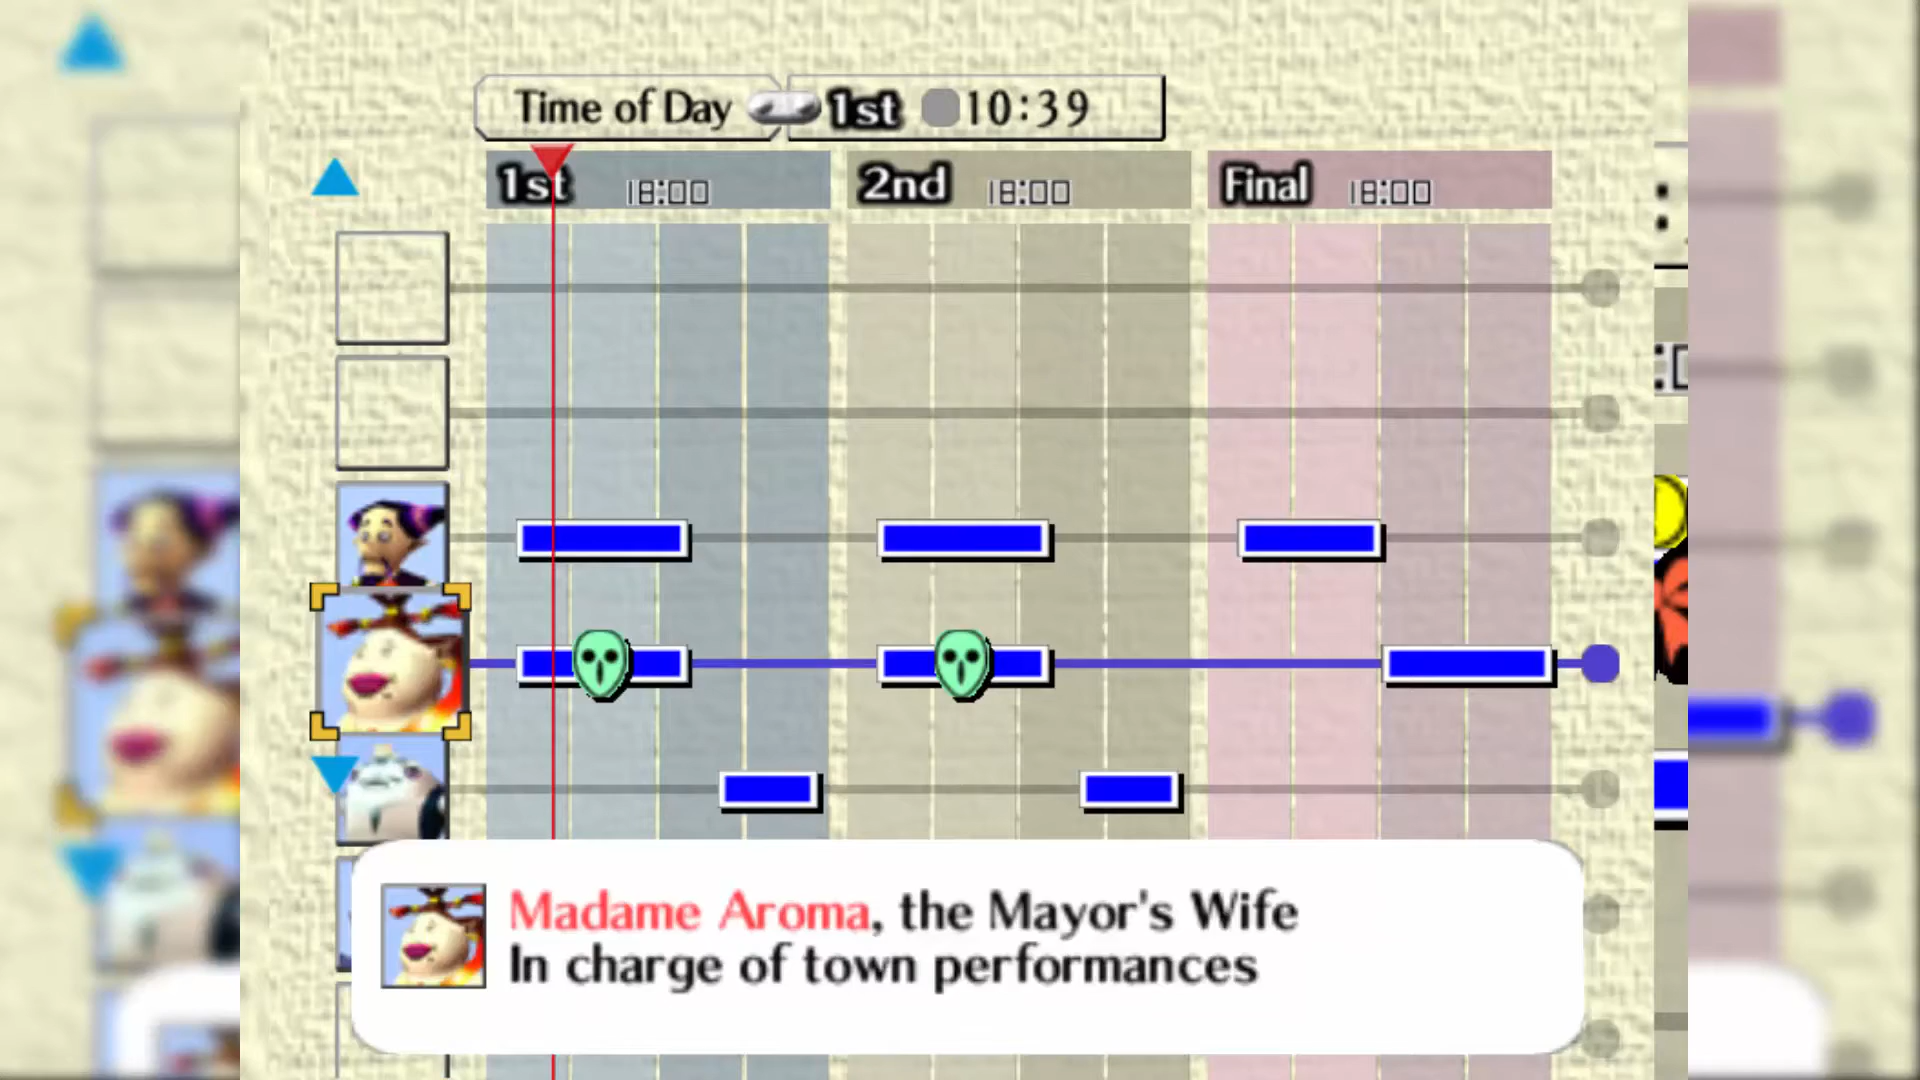 Time of Day 1st 10:39
1st 18:00 2nd 18:00 Final 18:00
Madame Aroma, the Mayor's Wife
In charge of town performances